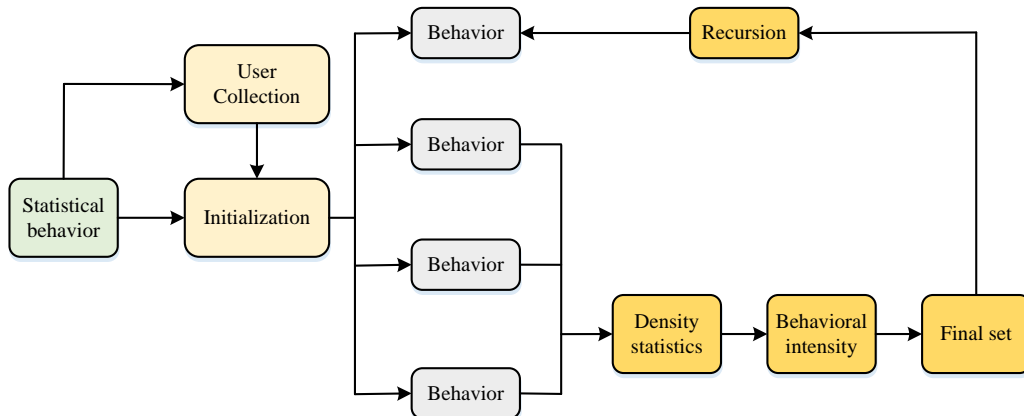 Behavior
Recursion
User
Collection
Behavior
Statistical
behavior
Initialization
Behavior
Density
statistics
Behavioral
intensity
Final set
Behavior